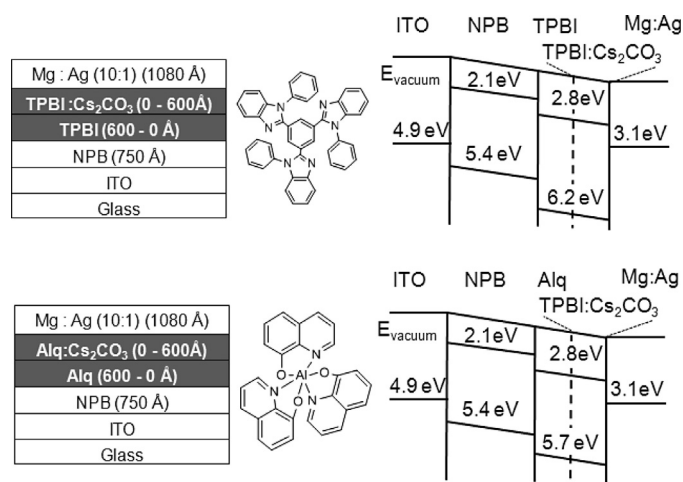 Mg : Ag (10:1) (1080 Å)
TPBI :Cs₂CO₃ (0 - 600Å)
TPBI (600 - 0 Å)
NPB (750 Å)
ITO
Glass
N
N
N
N
N
N
ITO NPB TPBI Mg:Ag
TPBI:Cs₂CO₃
Evacuum
2.1eV
2.8eV
4.9 eV
3.1eV
5.4 eV
6.2 eV
Mg : Ag (10:1) (1080 Å)
Alq:Cs₂CO₃ (0 - 600Å)
Alq (600 - 0 Å)
NPB (750 Å)
ITO
Glass
N
O
Al
O
N
O
N
ITO NPB Alq Mg:Ag
TPBI:Cs₂CO₃
Evacuum
2.1eV
2.8eV
4.9 eV
3.1eV
5.4 eV
5.7 eV